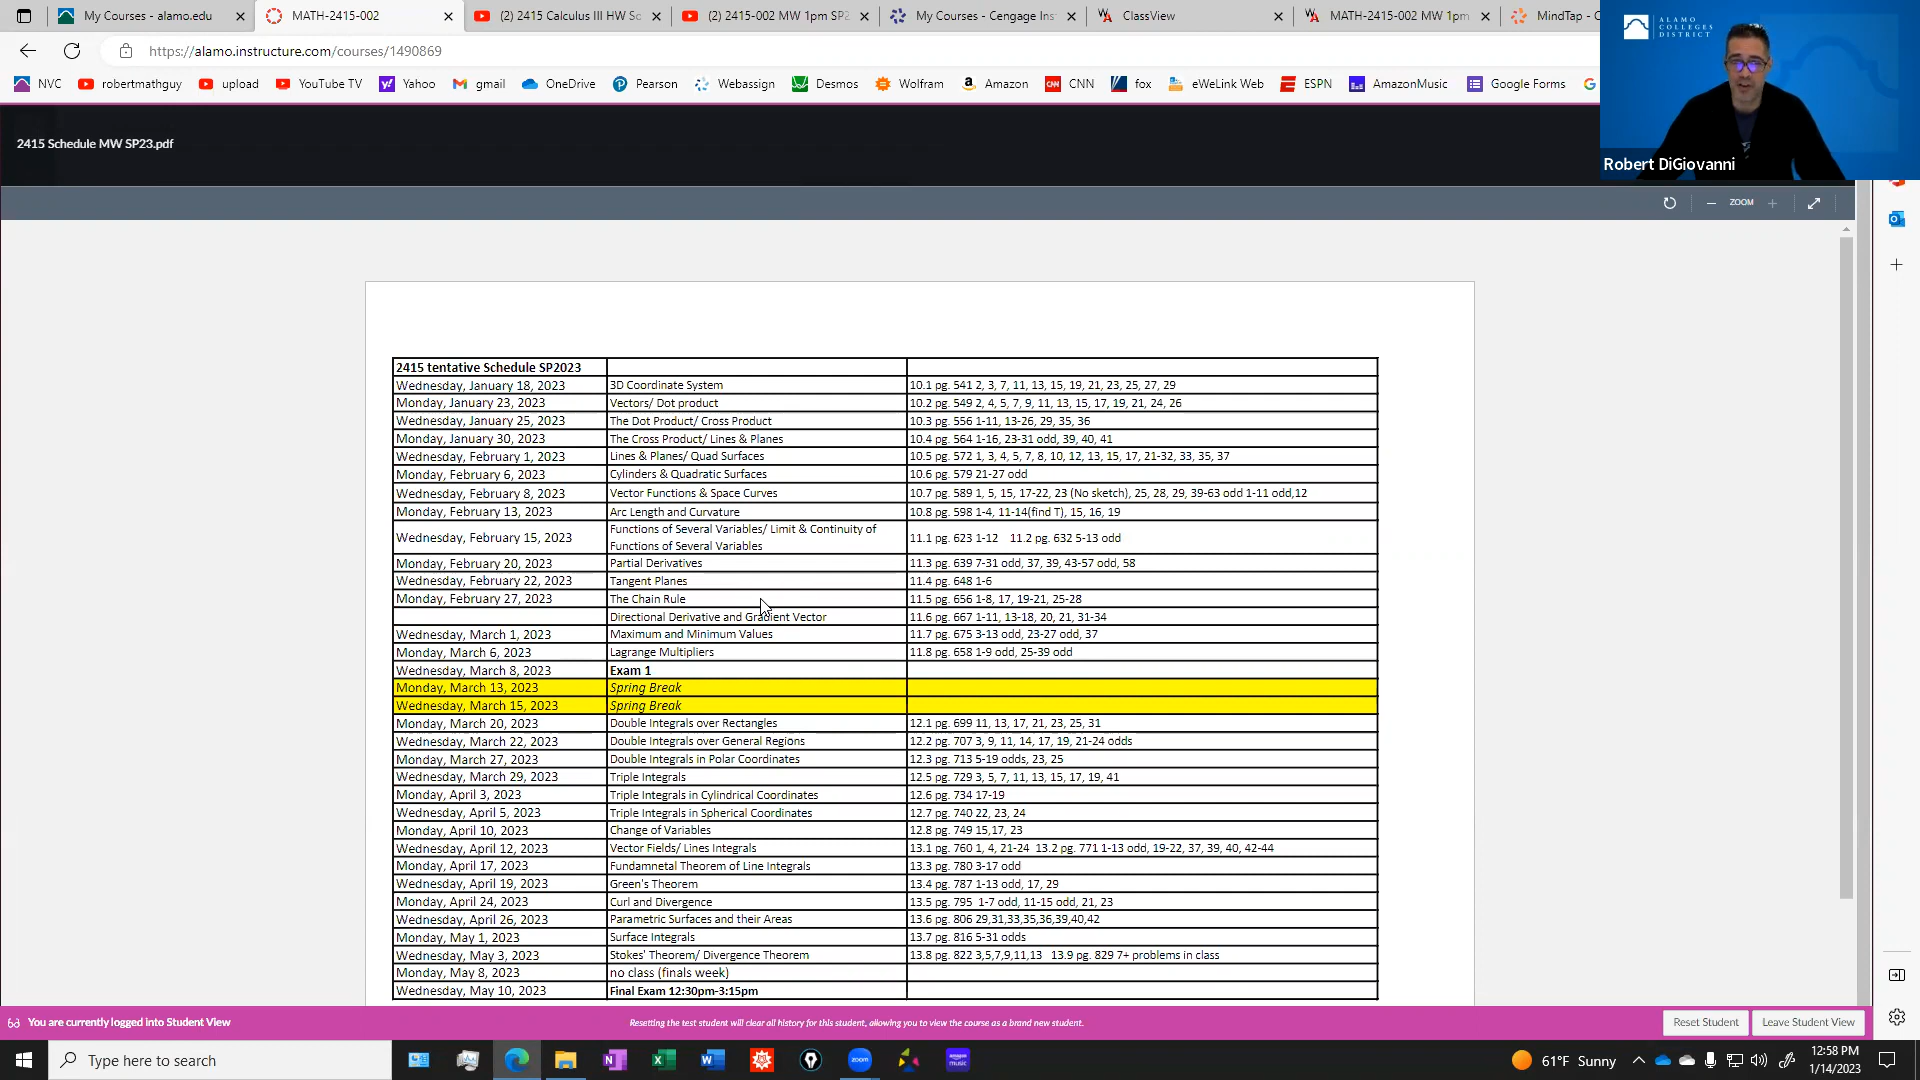 My Courses - alamo.edu
MATH-2415-002
(2) 2415 Calculus III HW So
(2) 2415-002 MW 1pm SP2
My Courses - Cengage Ins
ClassView
MATH-2415-002 MW 1pm
MindTap - C
ALAMO
COLLEGES
DISTRICT
https://alamo.instructure.com/courses/1490869
NVC
robertmathguy
upload
YouTube TV
Yahoo
gmail
OneDrive
Pearson
Webassign
Desmos
Wolfram
Amazon
CNN
fox
eWeLink Web
ESPN
AmazonMusic
Google Forms
Robert DiGiovanni
2415 Schedule MW SP23.pdf
ZOOM
2415 tentative Schedule SP2023
Wednesday, January 18, 2023 3D Coordinate System 10.1 pg. 541 2, 3, 7, 11, 13, 15, 19, 21, 23, 25, 27, 29
Monday, January 23, 2023 Vectors/ Dot product 10.2 pg. 549 2, 4, 5, 7, 9, 11, 13, 15, 17, 19, 21, 24, 26
Wednesday, January 25, 2023 The Dot Product/ Cross Product 10.3 pg. 556 1-11, 13-26, 29, 35, 36
Monday, January 30, 2023 The Cross Product/ Lines & Planes 10.4 pg. 564 1-16, 23-31 odd, 39, 40, 41
Wednesday, February 1, 2023 Lines & Planes/ Quad Surfaces 10.5 pg. 572 1, 3, 4, 5, 7, 8, 10, 12, 13, 15, 17, 21-32, 33, 35, 37
Monday, February 6, 2023 Cylinders & Quadratic Surfaces 10.6 pg. 579 21-27 odd
Wednesday, February 8, 2023 Vector Functions & Space Curves 10.7 pg. 589 1, 5, 15, 17-22, 23 (No sketch), 25, 28, 29, 39-63 odd 1-11 odd,12
Monday, February 13, 2023 Arc Length and Curvature 10.8 pg. 598 1-4, 11-14(find T), 15, 16, 19
Wednesday, February 15, 2023 Functions of Several Variables/ Limit & Continuity of
Functions of Several Variables 11.1 pg. 623 1-12 11.2 pg. 632 5-13 odd
Monday, February 20, 2023 Partial Derivatives 11.3 pg. 639 7-31 odd, 37, 39, 43-57 odd, 58
Wednesday, February 22, 2023 Tangent Planes 11.4 pg. 648 1-6
Monday, February 27, 2023 The Chain Rule 11.5 pg. 656 1-8, 17, 19-21, 25-28
Directional Derivative and Gradient Vector 11.6 pg. 667 1-11, 13-18, 20, 21, 31-34
Wednesday, March 1, 2023 Maximum and Minimum Values 11.7 pg. 675 3-13 odd, 23-27 odd, 37
Monday, March 6, 2023 Lagrange Multipliers 11.8 pg. 658 1-9 odd, 25-39 odd
Wednesday, March 8, 2023 Exam 1
Monday, March 13, 2023 Spring Break
Wednesday, March 15, 2023 Spring Break
Monday, March 20, 2023 Double Integrals over Rectangles 12.1 pg. 699 11, 13, 17, 21, 23, 25, 31
Wednesday, March 22, 2023 Double Integrals over General Regions 12.2 pg. 707 3, 9, 11, 14, 17, 19, 21-24 odds
Monday, March 27, 2023 Double Integrals in Polar Coordinates 12.3 pg. 713 5-19 odds, 23, 25
Wednesday, March 29, 2023 Triple Integrals 12.5 pg. 729 3, 5, 7, 11, 13, 15, 17, 19, 41
Monday, April 3, 2023 Triple Integrals in Cylindrical Coordinates 12.6 pg. 734 17-19
Wednesday, April 5, 2023 Triple Integrals in Spherical Coordinates 12.7 pg. 740 22, 23, 24
Monday, April 10, 2023 Change of Variables 12.8 pg. 749 15,17, 23
Wednesday, April 12, 2023 Vector Fields/ Lines Integrals 13.1 pg. 760 1, 4, 21-24 13.2 pg. 771 1-13 odd, 19-22, 37, 39, 40, 42-44
Monday, April 17, 2023 Fundamnetal Theorem of Line Integrals 13.3 pg. 780 3-17 odd
Wednesday, April 19, 2023 Green's Theorem 13.4 pg. 787 1-13 odd, 17, 29
Monday, April 24, 2023 Curl and Divergence 13.5 pg. 795 1-7 odd, 11-15 odd, 21, 23
Wednesday, April 26, 2023 Parametric Surfaces and their Areas 13.6 pg. 806 29,31,33,35,36,39,40,42
Monday, May 1, 2023 Surface Integrals 13.7 pg. 816 5-31 odds
Wednesday, May 3, 2023 Stokes' Theorem/ Divergence Theorem 13.8 pg. 822 3,5,7,9,11,13 13.9 pg. 829 7+ problems in class
Monday, May 8, 2023 no class (finals week)
Wednesday, May 10, 2023 Final Exam 12:30pm-3:15pm
You are currently logged into Student View
Resetting the test student will clear all history for this student, allowing you to view the course as a brand new student.
Reset Student
Leave Student View
Type here to search
61°F Sunny
12:58 PM
1/14/2023